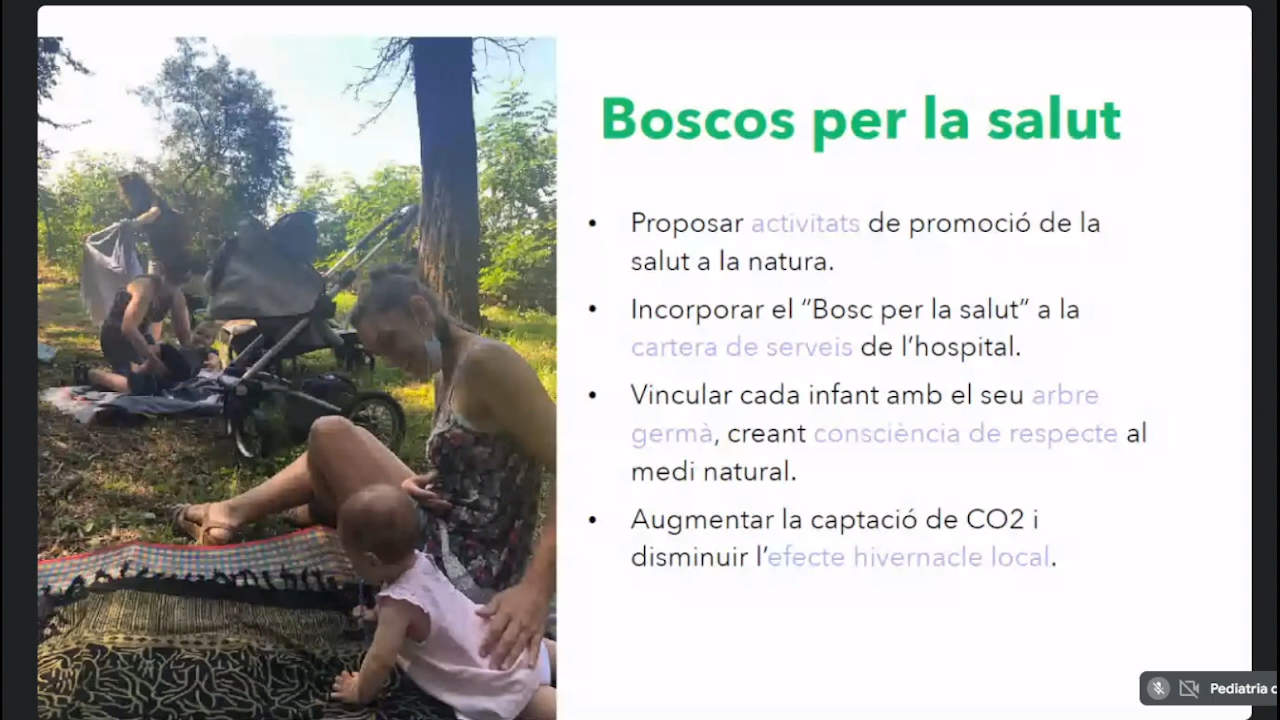 Boscos per la salut
• Proposar activitats de promoció de la
salut a la natura.
• Incorporar el “Bosc per la salut” a la
cartera de serveis de l’hospital.
• Vincular cada infant amb el seu arbre
germà, creant consciència de respecte al
medi natural.
• Augmentar la captació de CO2 i
disminuir l’efecte hivernacle local.
Pediatria